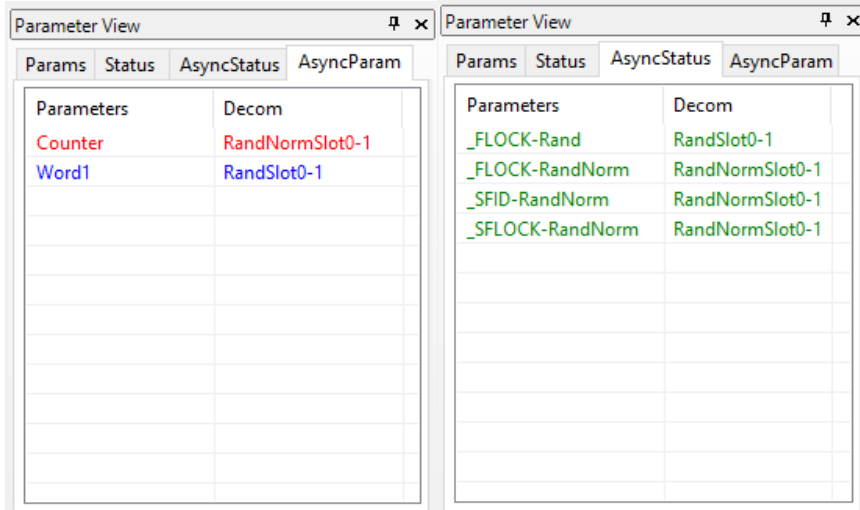 Parameter View
Params Status AsyncStatus AsyncParam
Parameters Decom
Counter RandNormSlot0-1
Word1 RandSlot0-1
Parameter View
Params Status AsyncStatus AsyncParam
Parameters Decom
_FLOCK-Rand RandSlot0-1
_FLOCK-RandNorm RandNormSlot0-1
_SFID-RandNorm RandNormSlot0-1
_SFLOCK-RandNorm RandNormSlot0-1